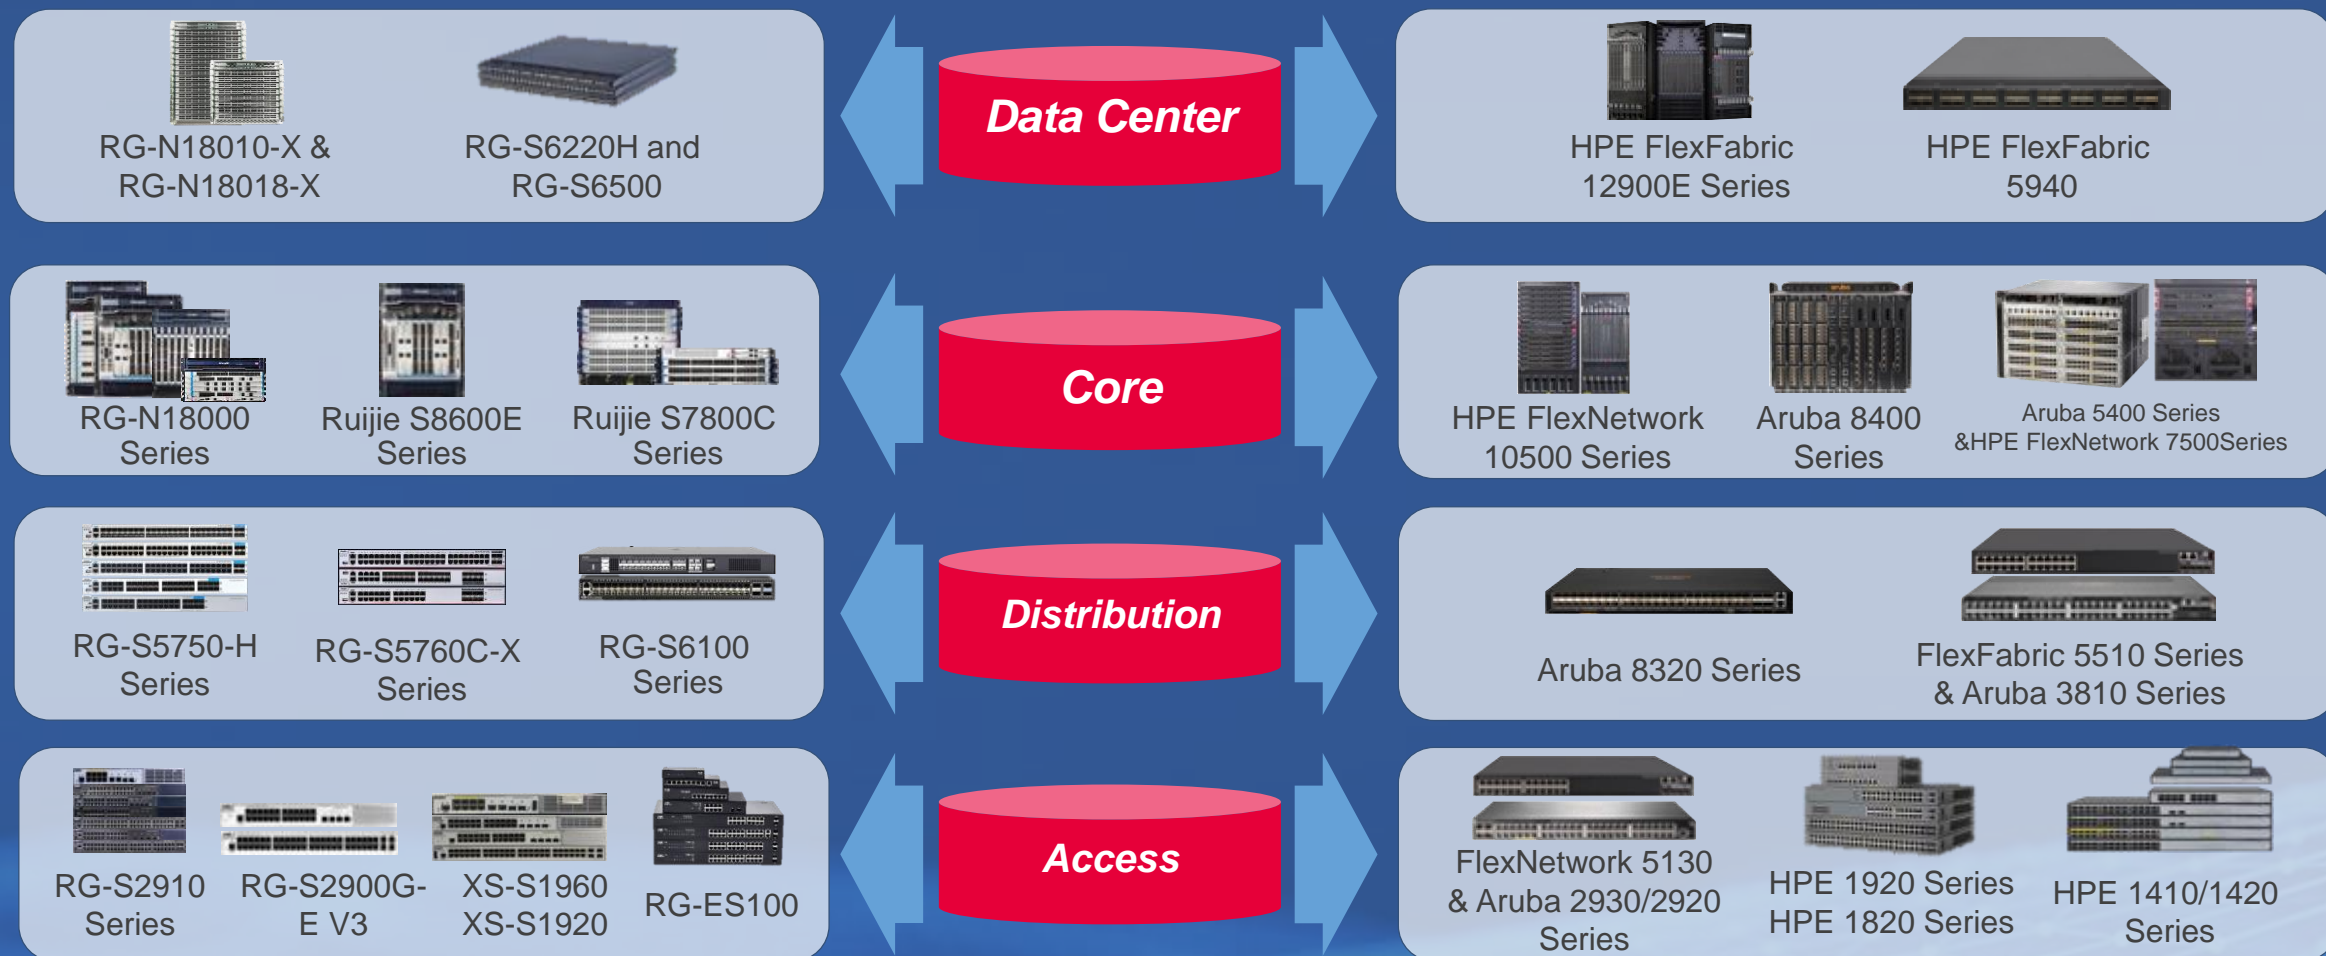 RG-N18010-X &
RG-N18018-X
RG-S6220H and
RG-S6500
Data Center
HPE FlexFabric
12900E Series
HPE FlexFabric
5940
RG-N18000
Series
Ruijie S8600E
Series
Ruijie S7800C
Series
Core
HPE FlexNetwork
10500 Series
Aruba 8400
Series
Aruba 5400 Series
&HPE FlexNetwork 7500Series
RG-S5750-H
Series
RG-S5760C-X
Series
RG-S6100
Series
Distribution
Aruba 8320 Series
FlexFabric 5510 Series
& Aruba 3810 Series
RG-S2910
Series
RG-S2900G-
E V3
XS-S1960
XS-S1920
RG-ES100
Access
FlexNetwork 5130
& Aruba 2930/2920
Series
HPE 1920 Series
HPE 1820 Series
HPE 1410/1420
Series